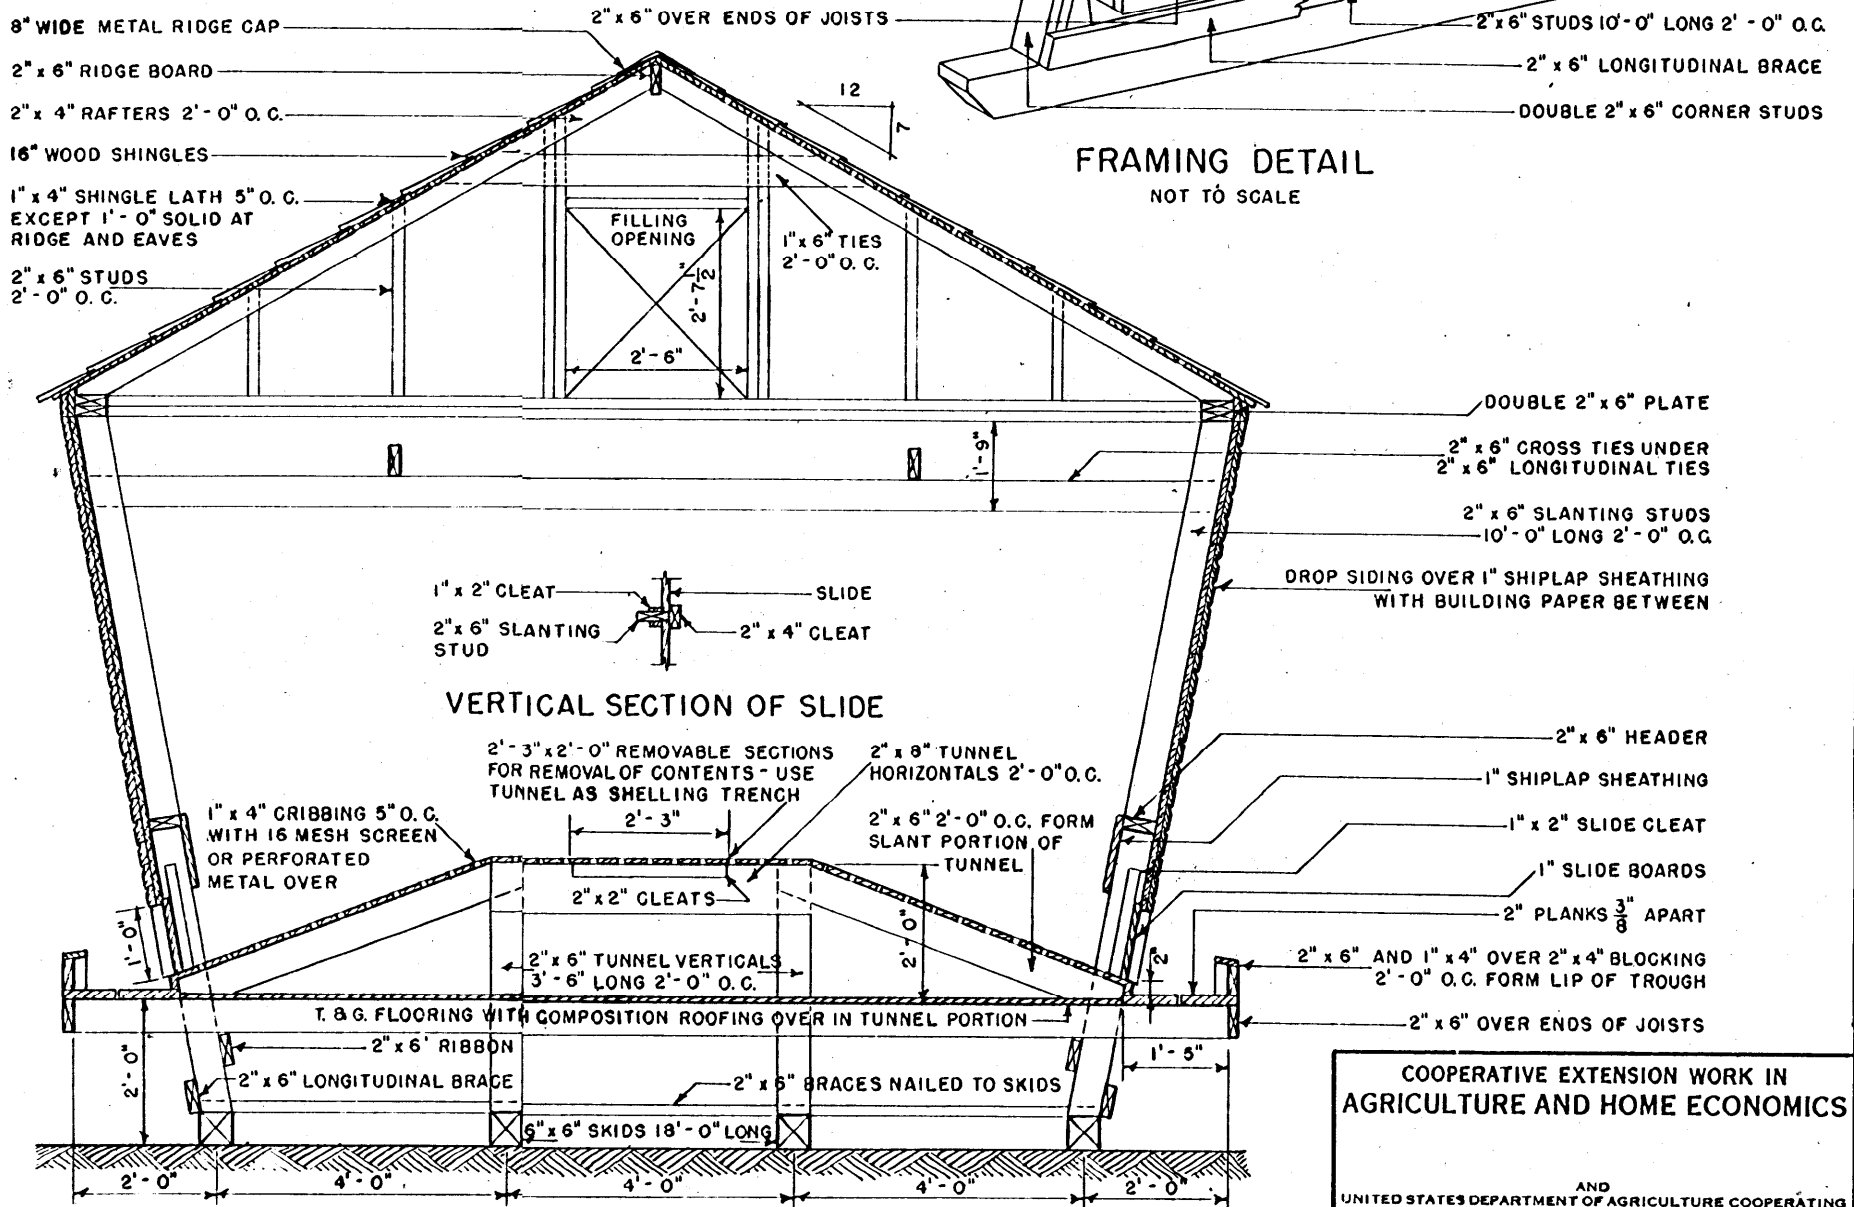 8" WIDE METAL RIDGE CAP
2" x 6" RIDGE BOARD
2" x 4" RAFTERS 2'-0" O.C.
16" WOOD SHINGLES
1" x 4" SHINGLE LATH 5" O.C.
EXCEPT 1'-0" SOLID AT
RIDGE AND EAVES
2" x 6" STUDS
2'-0" O.C.
2" x 6" OVER ENDS OF JOISTS
2" x 6" STUDS 10'-0" LONG 2'-0" O.C.
2" x 6" LONGITUDINAL BRACE
DOUBLE 2" x 6" CORNER STUDS
FRAMING DETAIL
NOT TO SCALE
12
7
FILLING
OPENING
1" x 6" TIES
2'-0" O.C.
2'-7 1/2"
2'-6"
DOUBLE 2" x 6" PLATE
2" x 6" CROSS TIES UNDER
2" x 6" LONGITUDINAL TIES
1'-9"
2" x 6" SLANTING STUDS
10'-0" LONG 2'-0" O.C.
DROP SIDING OVER 1" SHIPLAP SHEATHING
WITH BUILDING PAPER BETWEEN
1" x 2" CLEAT
SLIDE
2" x 6" SLANTING
STUD
2" x 4" CLEAT
VERTICAL SECTION OF SLIDE
2'-3" x 2'-0" REMOVABLE SECTIONS
FOR REMOVAL OF CONTENTS - USE
TUNNEL AS SHELLING TRENCH
2" x 8" TUNNEL
HORIZONTALS 2'-0" O.C.
1" x 4" CRIBBING 5" O.C.
WITH 16 MESH SCREEN
OR PERFORATED
METAL OVER
2'-3"
2" x 6" 2'-0" O.C. FORM
SLANT PORTION OF
TUNNEL
2" x 2" CLEATS
2" x 6" HEADER
1" SHIPLAP SHEATHING
1" x 2" SLIDE CLEAT
1" SLIDE BOARDS
2" PLANKS 3/8" APART
2" x 6" AND 1" x 4" OVER 2" x 4" BLOCKING
2'-0" O.C. FORM LIP OF TROUGH
2" x 6" OVER ENDS OF JOISTS
1'-0"
2'-0"
2"
2" x 6" TUNNEL VERTICALS
3'-6" LONG 2'-0" O.C.
T. & G. FLOORING WITH COMPOSITION ROOFING OVER IN TUNNEL PORTION
2" x 6' RIBBON
1'-5"
2'-0"
2" x 6" LONGITUDINAL BRACE
2" x 6" BRACES NAILED TO SKIDS
6" x 6" SKIDS 18'-0" LONG
2'-0"
4'-0"
4'-0"
4'-0"
2'-0"
COOPERATIVE EXTENSION WORK IN
AGRICULTURE AND HOME ECONOMICS
AND
UNITED STATES DEPARTMENT OF AGRICULTURE COOPERATING